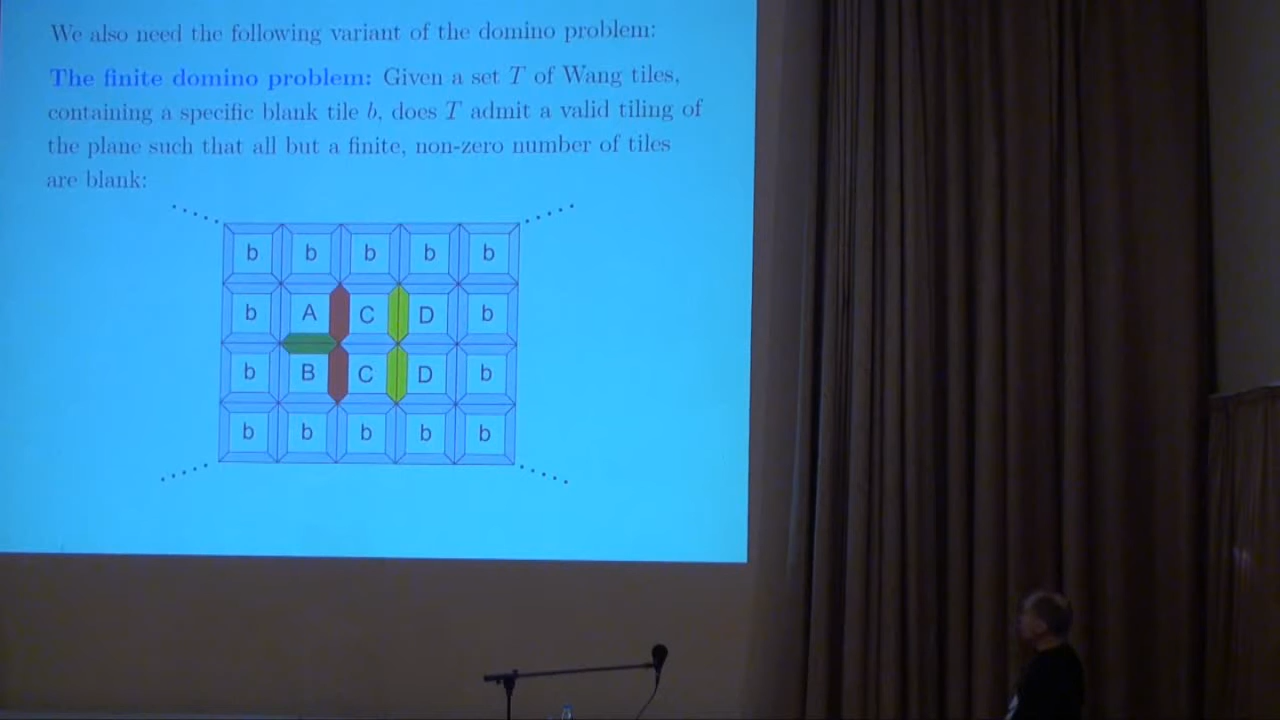 We also need the following variant of the domino problem:
The finite domino problem: Given a set T of Wang tiles,
containing a specific blank tile b, does T admit a valid tiling of
the plane such that all but a finite, non-zero number of tiles
are blank:
b b b b b
b A C D b
b B C D b
b b b b b